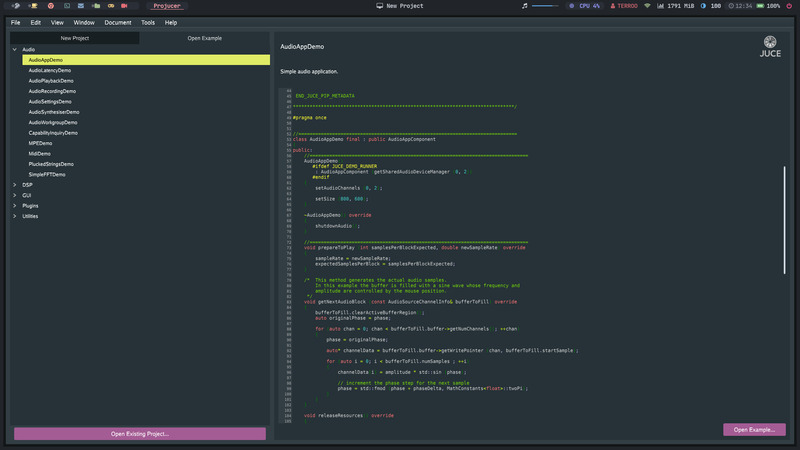 Projucer
New Project
CPU 4%
TERROO
1791 MiB
100
12:34
100%
File Edit View Window Document Tools Help
New Project
Open Example
Audio
AudioAppDemo
AudioLatencyDemo
AudioPlaybackDemo
AudioRecordingDemo
AudioSettingsDemo
AudioSynthesiserDemo
AudioWorkgroupDemo
CapabilityInquiryDemo
MPEDemo
MidiDemo
PluckedStringsDemo
SimpleFFTDemo
DSP
GUI
Plugins
Utilities
Open Existing Project...
AudioAppDemo
JUCE
Simple audio application.
END_JUCE_PIP_METADATA
*******************************************************************************/
#pragma once
//==============================================================================
class AudioAppDemo final : public AudioAppComponent
public:
//==============================================================================
AudioAppDemo
#ifdef JUCE_DEMO_RUNNER
: AudioAppComponent getSharedAudioDeviceManager 0, 2
#endif
setAudioChannels 0, 2 ;
setSize 800, 600 ;
~AudioAppDemo override
shutdownAudio ;
//==============================================================================
void prepareToPlay int samplesPerBlockExpected, double newSampleRate override
sampleRate = newSampleRate;
expectedSamplesPerBlock = samplesPerBlockExpected;
/* This method generates the actual audio samples.
In this example the buffer is filled with a sine wave whose frequency and
amplitude are controlled by the mouse position.
*/
void getNextAudioBlock const AudioSourceChannelInfo& bufferToFill override
bufferToFill.clearActiveBufferRegion ;
auto originalPhase = phase;
for auto chan = 0; chan < bufferToFill.buffer->getNumChannels ; ++chan
phase = originalPhase;
auto* channelData = bufferToFill.buffer->getWritePointer chan, bufferToFill.startSample ;
for auto i = 0; i < bufferToFill.numSamples ; ++i
channelData i = amplitude * std::sin phase ;
// increment the phase step for the next sample
phase = std::fmod phase + phaseDelta, MathConstants<float>::twoPi ;
void releaseResources override
Open Example...